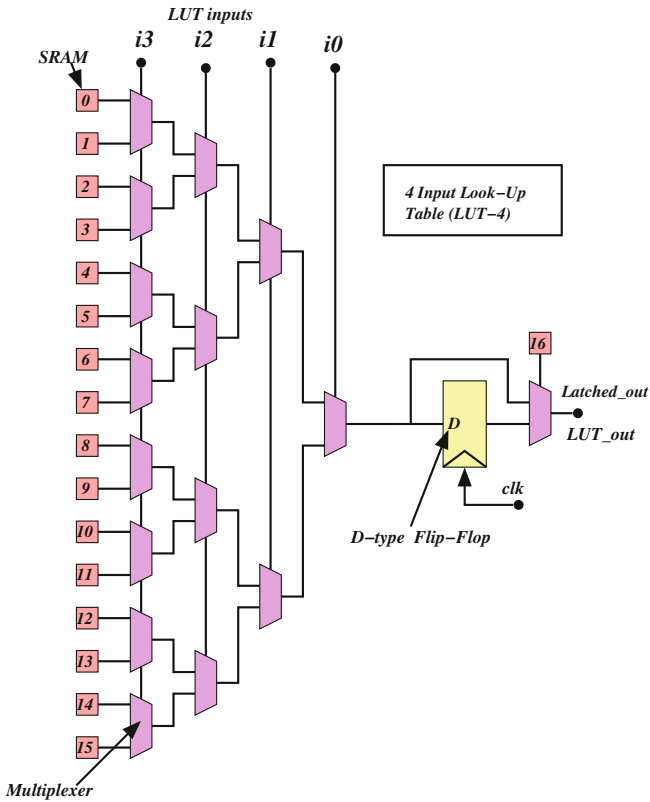 LUT inputs
i3
i2
i1
i0
SRAM
0
1
2
3
4
5
6
7
8
9
10
11
12
13
14
15
4 Input Look-Up
Table (LUT-4)
16
Latched_out
LUT_out
D
clk
D-type Flip-Flop
Multiplexer